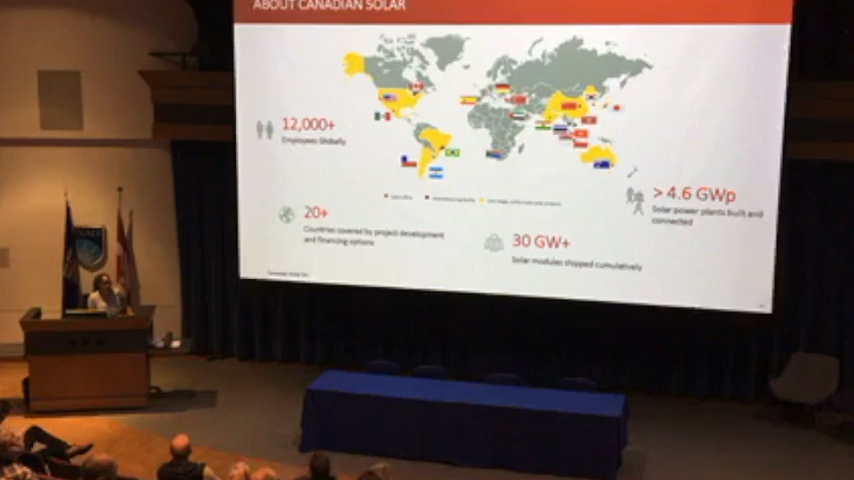 ABOUT CANADIAN SOLAR
12,000+
Employees Globally
> 4.6 GWp
Solar power plants built and
connected
20+
Countries covered by project development
and financing options
30 GW+
Solar modules shipped cumulatively